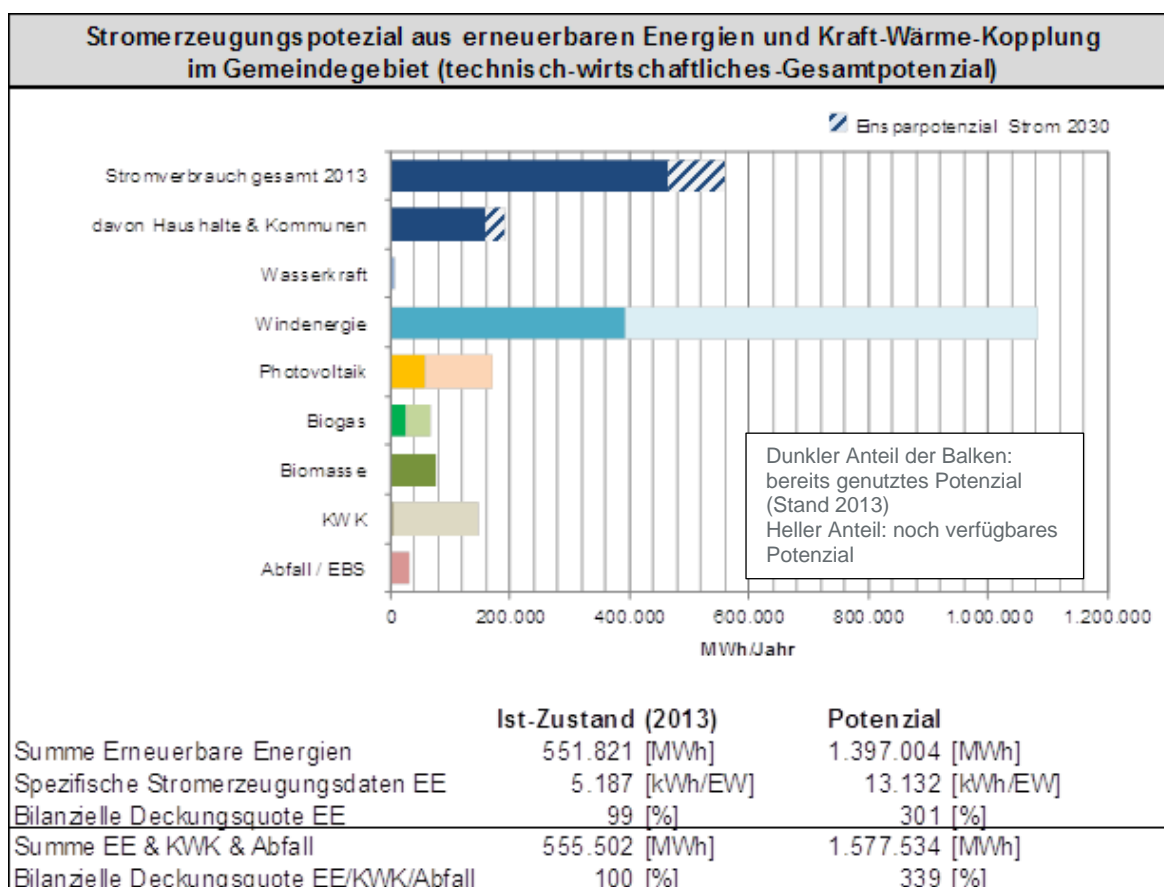 Stromerzeugungspotezial aus erneuerbaren Energien und Kraft-Wärme-Kopplung
im Gemeindegebiet (technisch-wirtschaftliches-Gesamtpotenzial)
Einsparpotenzial Strom 2030
Stromverbrauch gesamt 2013
davon Haushalte & Kommunen
Wasserkraft
Windenergie
Photovoltaik
Biogas
Biomasse
KWK
Abfall / EBS
Dunkler Anteil der Balken:
bereits genutztes Potenzial
(Stand 2013)
Heller Anteil: noch verfügbares
Potenzial
0 200.000 400.000 600.000 800.000 1.000.000 1.200.000
MWh/Jahr
Ist-Zustand (2013) Potenzial
Summe Erneuerbare Energien 551.821 [MWh] 1.397.004 [MWh]
Spezifische Stromerzeugungsdaten EE 5.187 [kWh/EW] 13.132 [kWh/EW]
Bilanzielle Deckungsquote EE 99 [%] 301 [%]
Summe EE & KWK & Abfall 555.502 [MWh] 1.577.534 [MWh]
Bilanzielle Deckungsquote EE/KWK/Abfall 100 [%] 339 [%]